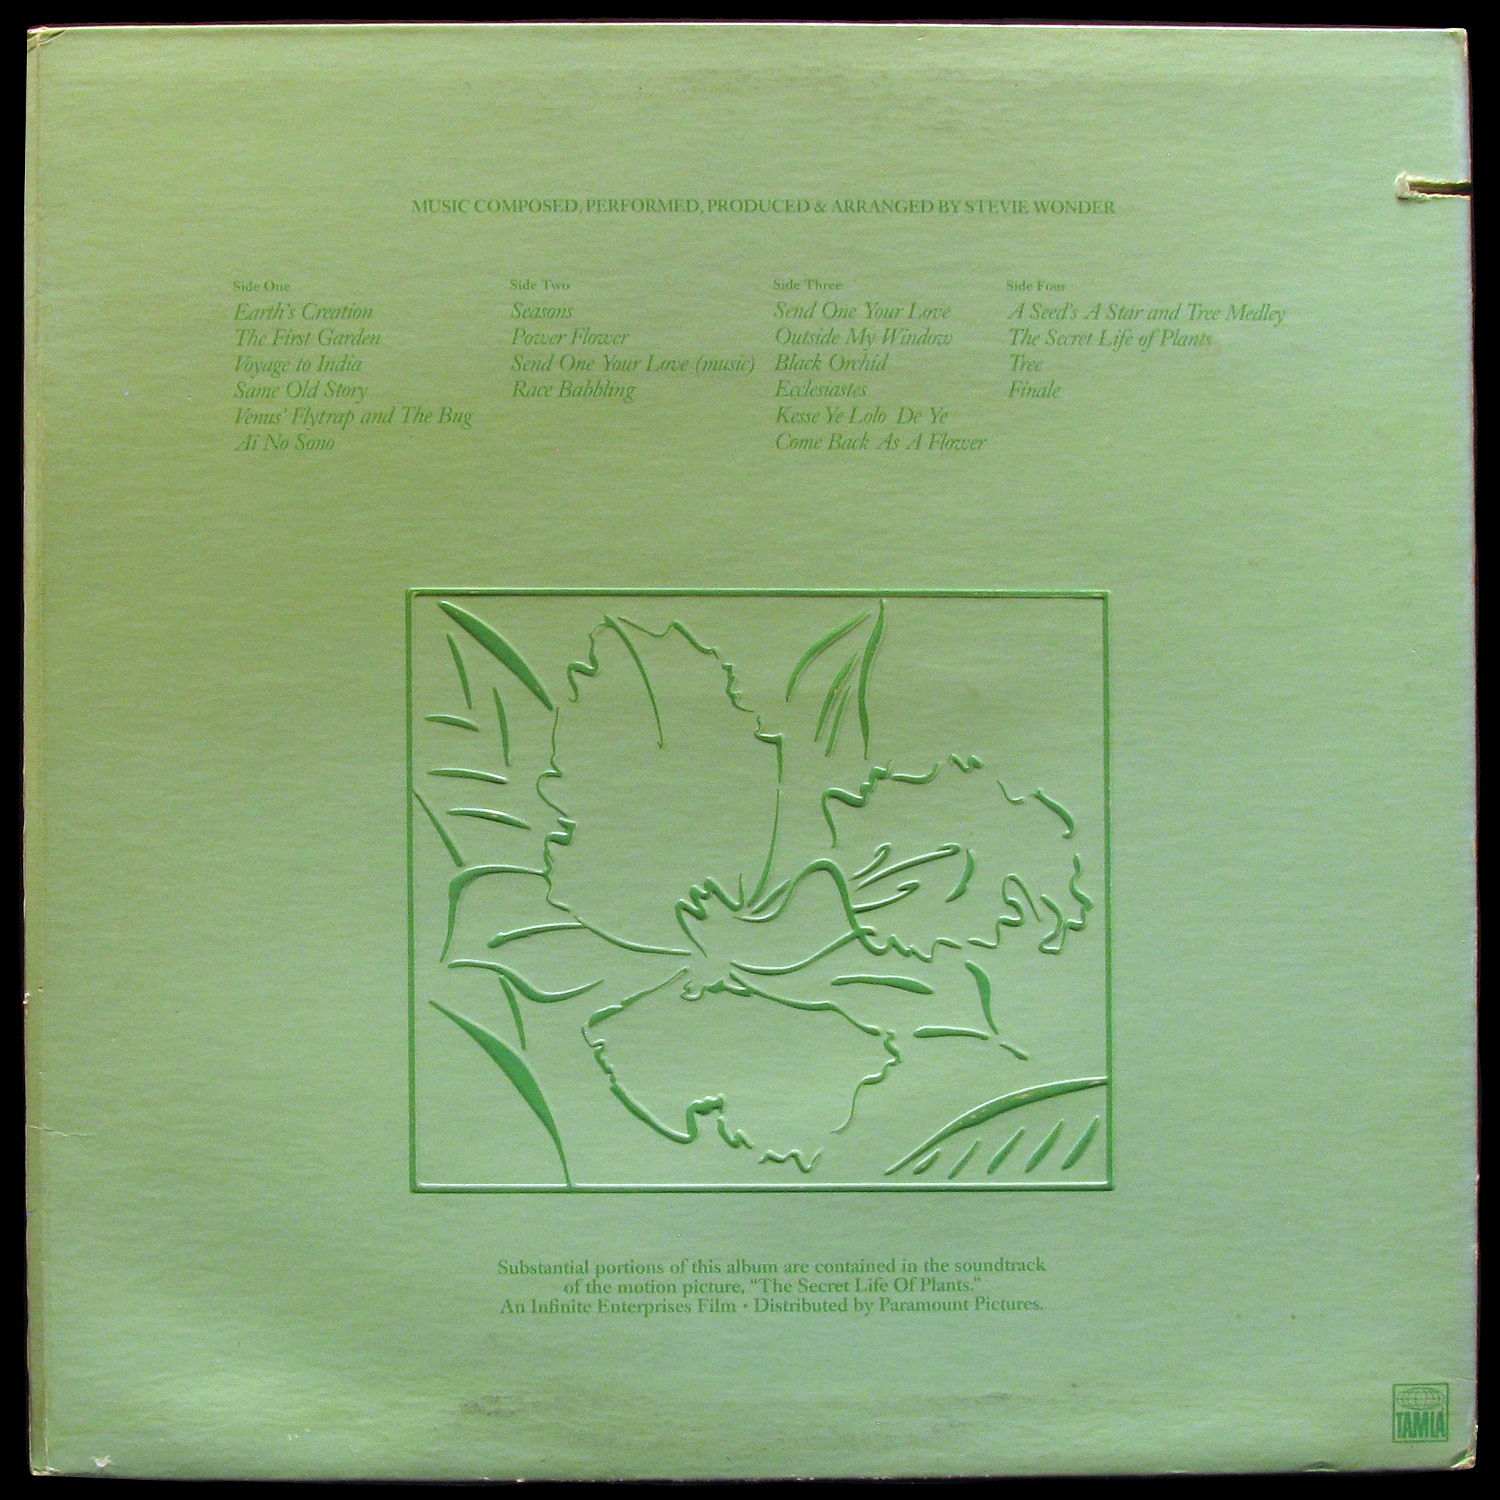 MUSIC COMPOSED, PERFORMED, PRODUCED & ARRANGED BY STEVIE WONDER
Side One
Earth's Creation
The First Garden
Voyage to India
Same Old Story
Venus' Flytrap and The Bug
Ai No Sono
Side Two
Seasons
Power Flower
Send One Your Love (music)
Race Babbling
Side Three
Send One Your Love
Outside My Window
Black Orchid
Ecclesiastes
Kesse Ye Lolo De Ye
Come Back As A Flower
Side Four
A Seed's A Star and Tree Medley
The Secret Life of Plants
Tree
Finale
Substantial portions of this album are contained in the soundtrack
of the motion picture, "The Secret Life Of Plants."
An Infinite Enterprises Film • Distributed by Paramount Pictures.
TAMLA